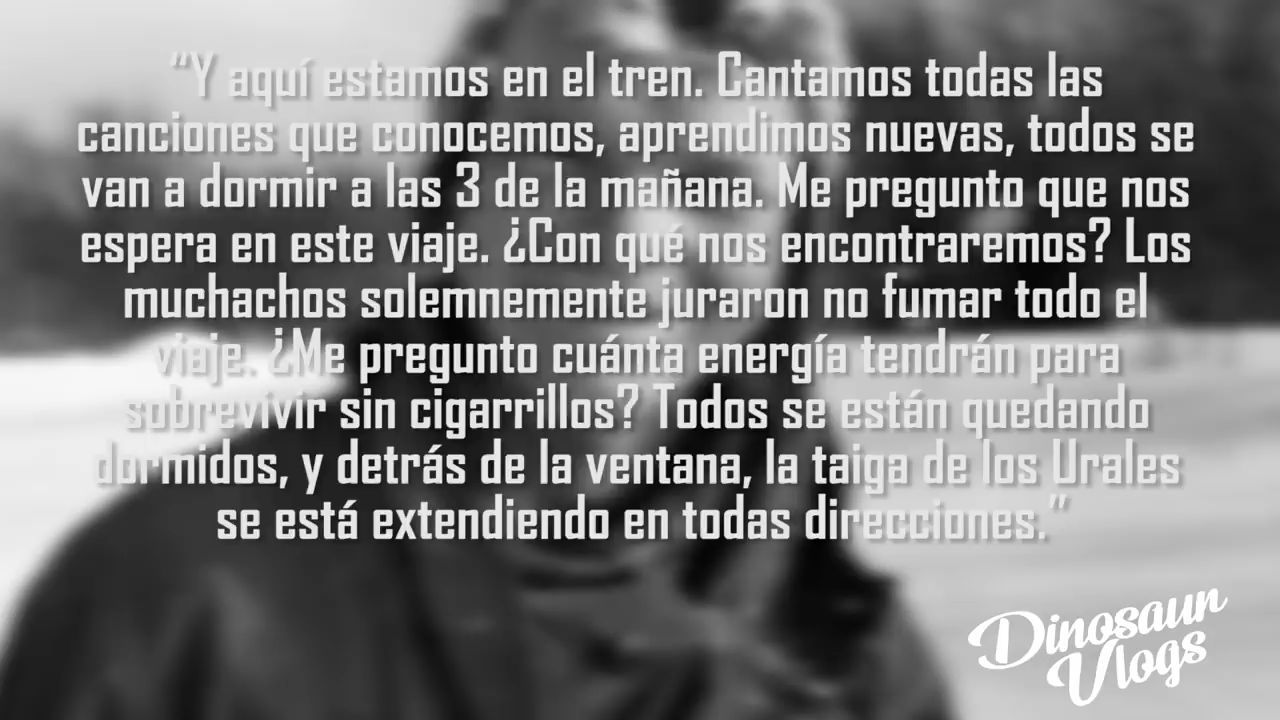 “Y aquí estamos en el tren. Cantamos todas las
canciones que conocemos, aprendimos nuevas, todos se
van a dormir a las 3 de la mañana. Me pregunto que nos
espera en este viaje. ¿Con qué nos encontraremos? Los
muchachos solemnemente juraron no fumar todo el
viaje. ¿Me pregunto cuánta energía tendrán para
sobrevivir sin cigarrillos? Todos se están quedando
dormidos, y detrás de la ventana, la taiga de los Urales
se está extendiendo en todas direcciones.”
Dinosaur
Vlogs